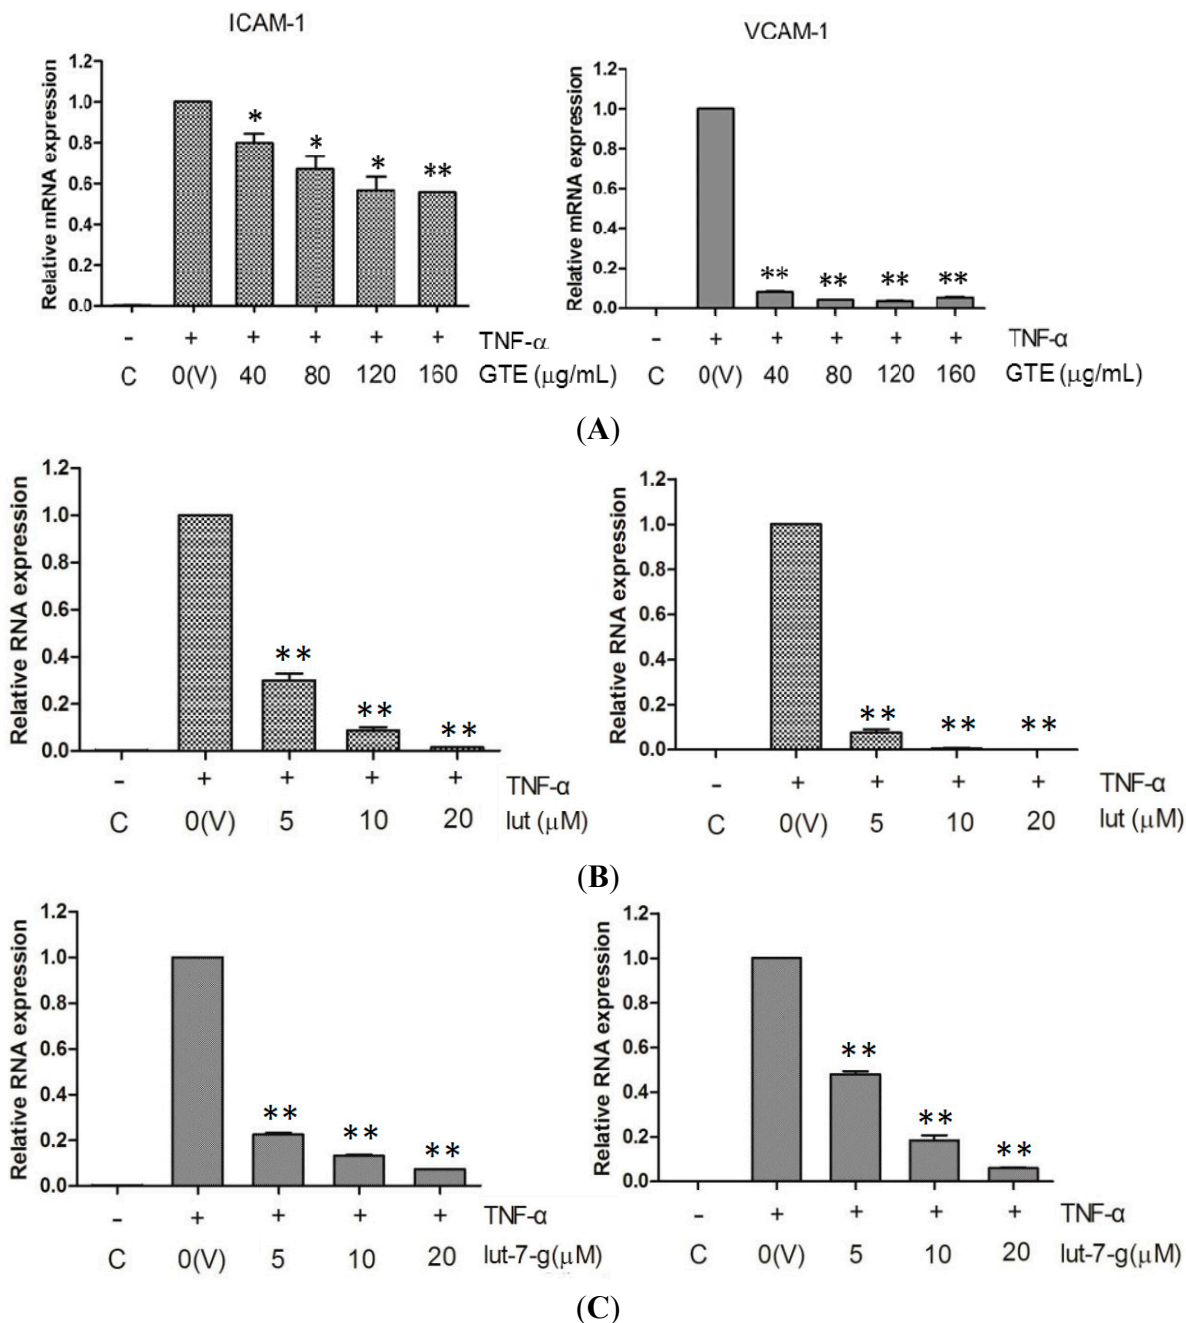 ICAM-1
Relative mRNA expression
1.2
1.0
0.8
0.6
0.4
0.2
0.0
* * * **
- + + + + + TNF-α
C 0(V) 40 80 120 160 GTE (μg/mL)
VCAM-1
Relative mRNA expression
1.2
1.0
0.8
0.6
0.4
0.2
0.0
** ** ** **
- + + + + + TNF-α
C 0(V) 40 80 120 160 GTE (μg/mL)
(A)
Relative RNA expression
1.2
1.0
0.8
0.6
0.4
0.2
0.0
** ** **
- + + + + TNF-α
C 0(V) 5 10 20 lut (μM)
Relative RNA expression
1.2
1.0
0.8
0.6
0.4
0.2
0.0
** ** **
- + + + + TNF-α
C 0(V) 5 10 20 lut (μM)
(B)
Relative RNA expression
1.2
1.0
0.8
0.6
0.4
0.2
0.0
** ** **
- + + + + TNF-α
C 0(V) 5 10 20 lut-7-g(μM)
Relative RNA expression
1.2
1.0
0.8
0.6
0.4
0.2
0.0
** ** **
- + + + + TNF-α
C 0(V) 5 10 20 lut-7-g(μM)
(C)